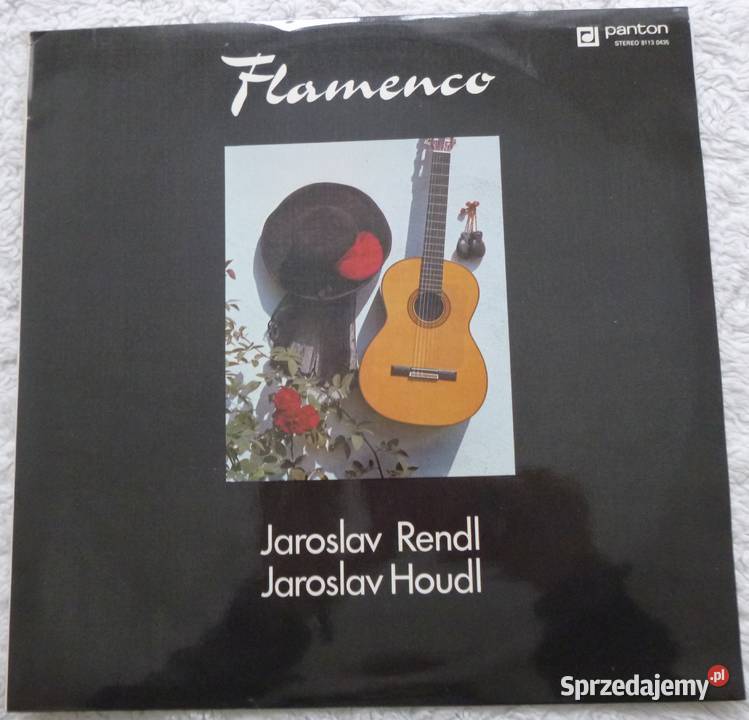 panton
STEREO 8113 0435
Flamenco
Jaroslav Rendl
Jaroslav Houdl
Sprzedajemy.pl